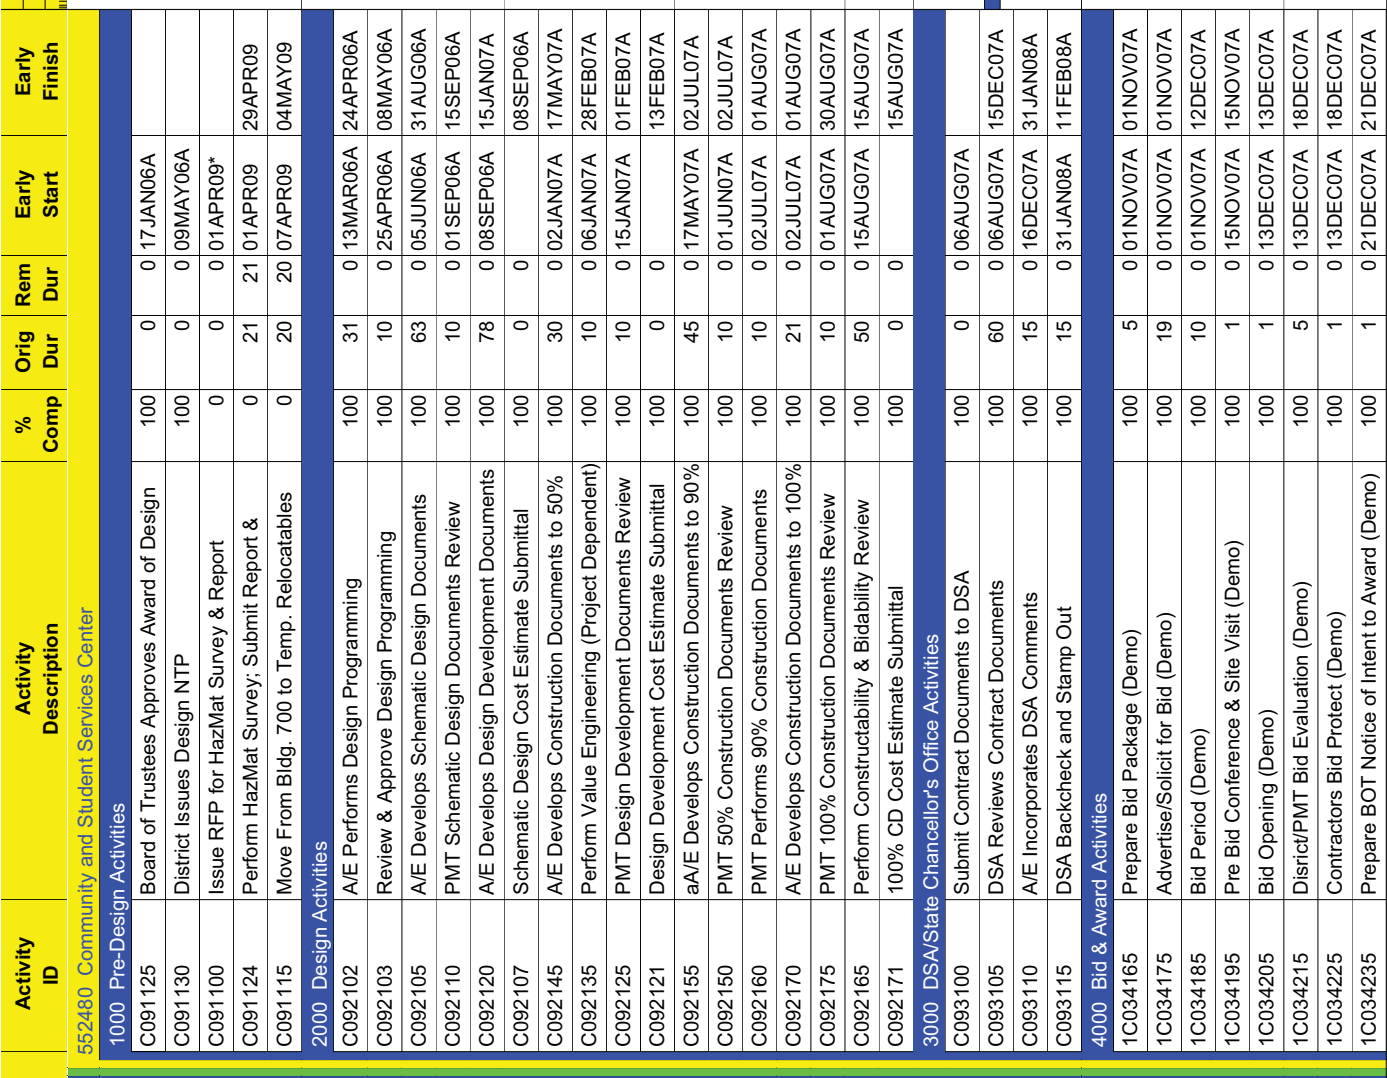 Activity ID Activity Description % Comp Orig Dur Rem Dur Early Start Early Finish
552480 Community and Student Services Center
1000 Pre-Design Activities
C091125 Board of Trustees Approves Award of Design 100 0 0 17JAN06A
C091130 District Issues Design NTP 100 0 0 09MAY06A
C091100 Issue RFP for HazMat Survey & Report 0 0 0 01APR09*
C091124 Perform HazMat Survey; Submit Report & 0 21 21 01APR09 29APR09
C091115 Move From Bldg. 700 to Temp. Relocatables 0 20 20 07APR09 04MAY09
2000 Design Activities
C092102 A/E Performs Design Programming 100 31 0 13MAR06A 24APR06A
C092103 Review & Approve Design Programming 100 10 0 25APR06A 08MAY06A
C092105 A/E Develops Schematic Design Documents 100 63 0 05JUN06A 31AUG06A
C092110 PMT Schematic Design Documents Review 100 10 0 01SEP06A 15SEP06A
C092120 A/E Develops Design Development Documents 100 78 0 08SEP06A 15JAN07A
C092107 Schematic Design Cost Estimate Submittal 100 0 0 08SEP06A
C092145 A/E Develops Construction Documents to 50% 100 30 0 02JAN07A 17MAY07A
C092135 Perform Value Engineering (Project Dependent) 100 10 0 06JAN07A 28FEB07A
C092125 PMT Design Development Documents Review 100 10 0 15JAN07A 01FEB07A
C092121 Design Development Cost Estimate Submittal 100 0 0 13FEB07A
C092155 aA/E Develops Construction Documents to 90% 100 45 0 17MAY07A 02JUL07A
C092150 PMT 50% Construction Documents Review 100 10 0 01JUN07A 02JUL07A
C092160 PMT Performs 90% Construction Documents 100 10 0 02JUL07A 01AUG07A
C092170 A/E Develops Construction Documents to 100% 100 21 0 02JUL07A 01AUG07A
C092175 PMT 100% Construction Documents Review 100 10 0 01AUG07A 30AUG07A
C092165 Perform Constructability & Bidability Review 100 50 0 15AUG07A 15AUG07A
C092171 100% CD Cost Estimate Submittal 100 0 0 15AUG07A
3000 DSA/State Chancellor's Office Activities
C093100 Submit Contract Documents to DSA 100 0 0 06AUG07A
C093105 DSA Reviews Contract Documents 100 60 0 06AUG07A 15DEC07A
C093110 A/E Incorporates DSA Comments 100 15 0 16DEC07A 31JAN08A
C093115 DSA Backcheck and Stamp Out 100 15 0 31JAN08A 11FEB08A
4000 Bid & Award Activities
1C034165 Prepare Bid Package (Demo) 100 5 0 01NOV07A 01NOV07A
1C034175 Advertise/Solicit for Bid (Demo) 100 19 0 01NOV07A 01NOV07A
1C034185 Bid Period (Demo) 100 10 0 01NOV07A 12DEC07A
1C034195 Pre Bid Conference & Site Visit (Demo) 100 1 0 15NOV07A 15NOV07A
1C034205 Bid Opening (Demo) 100 1 0 13DEC07A 13DEC07A
1C034215 District/PMT Bid Evaluation (Demo) 100 5 0 13DEC07A 18DEC07A
1C034225 Contractors Bid Protect (Demo) 100 1 0 13DEC07A 18DEC07A
1C034235 Prepare BOT Notice of Intent to Award (Demo) 100 1 0 21DEC07A 21DEC07A